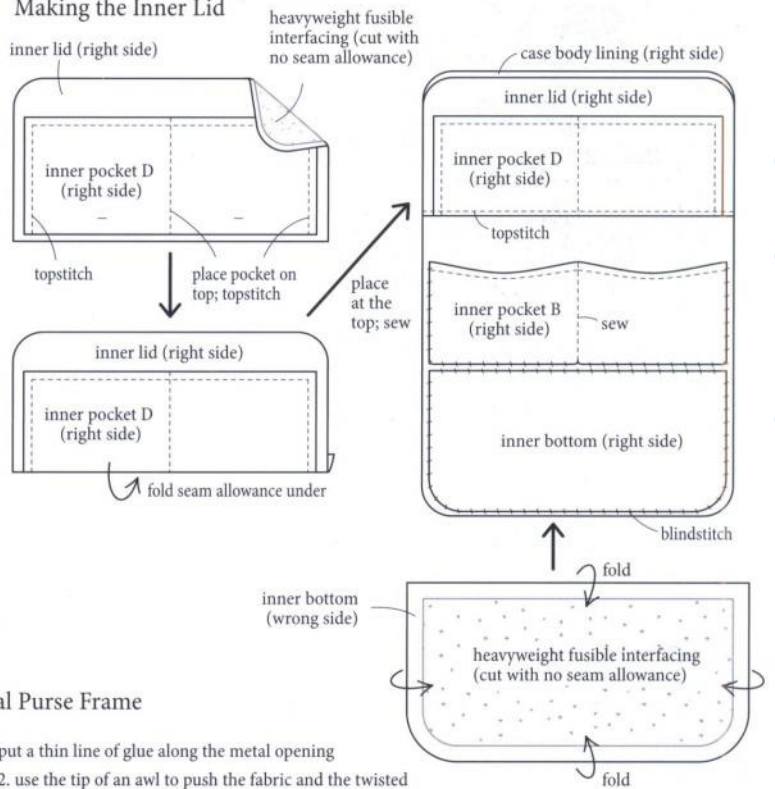 Making the Inner Lid
inner lid (right side)
heavyweight fusible
interfacing (cut with
no seam allowance)
inner pocket D
(right side)
topstitch
place pocket on
top; topstitch
inner lid (right side)
inner pocket D
(right side)
fold seam allowance under
place
at the
top; sew
case body lining (right side)
inner lid (right side)
inner pocket D
(right side)
topstitch
inner pocket B
(right side)
sew
inner bottom (right side)
blindstitch
fold
inner bottom
(wrong side)
heavyweight fusible interfacing
(cut with no seam allowance)
fold
al Purse Frame
put a thin line of glue along the metal opening
2. use the tip of an awl to push the fabric and the twisted